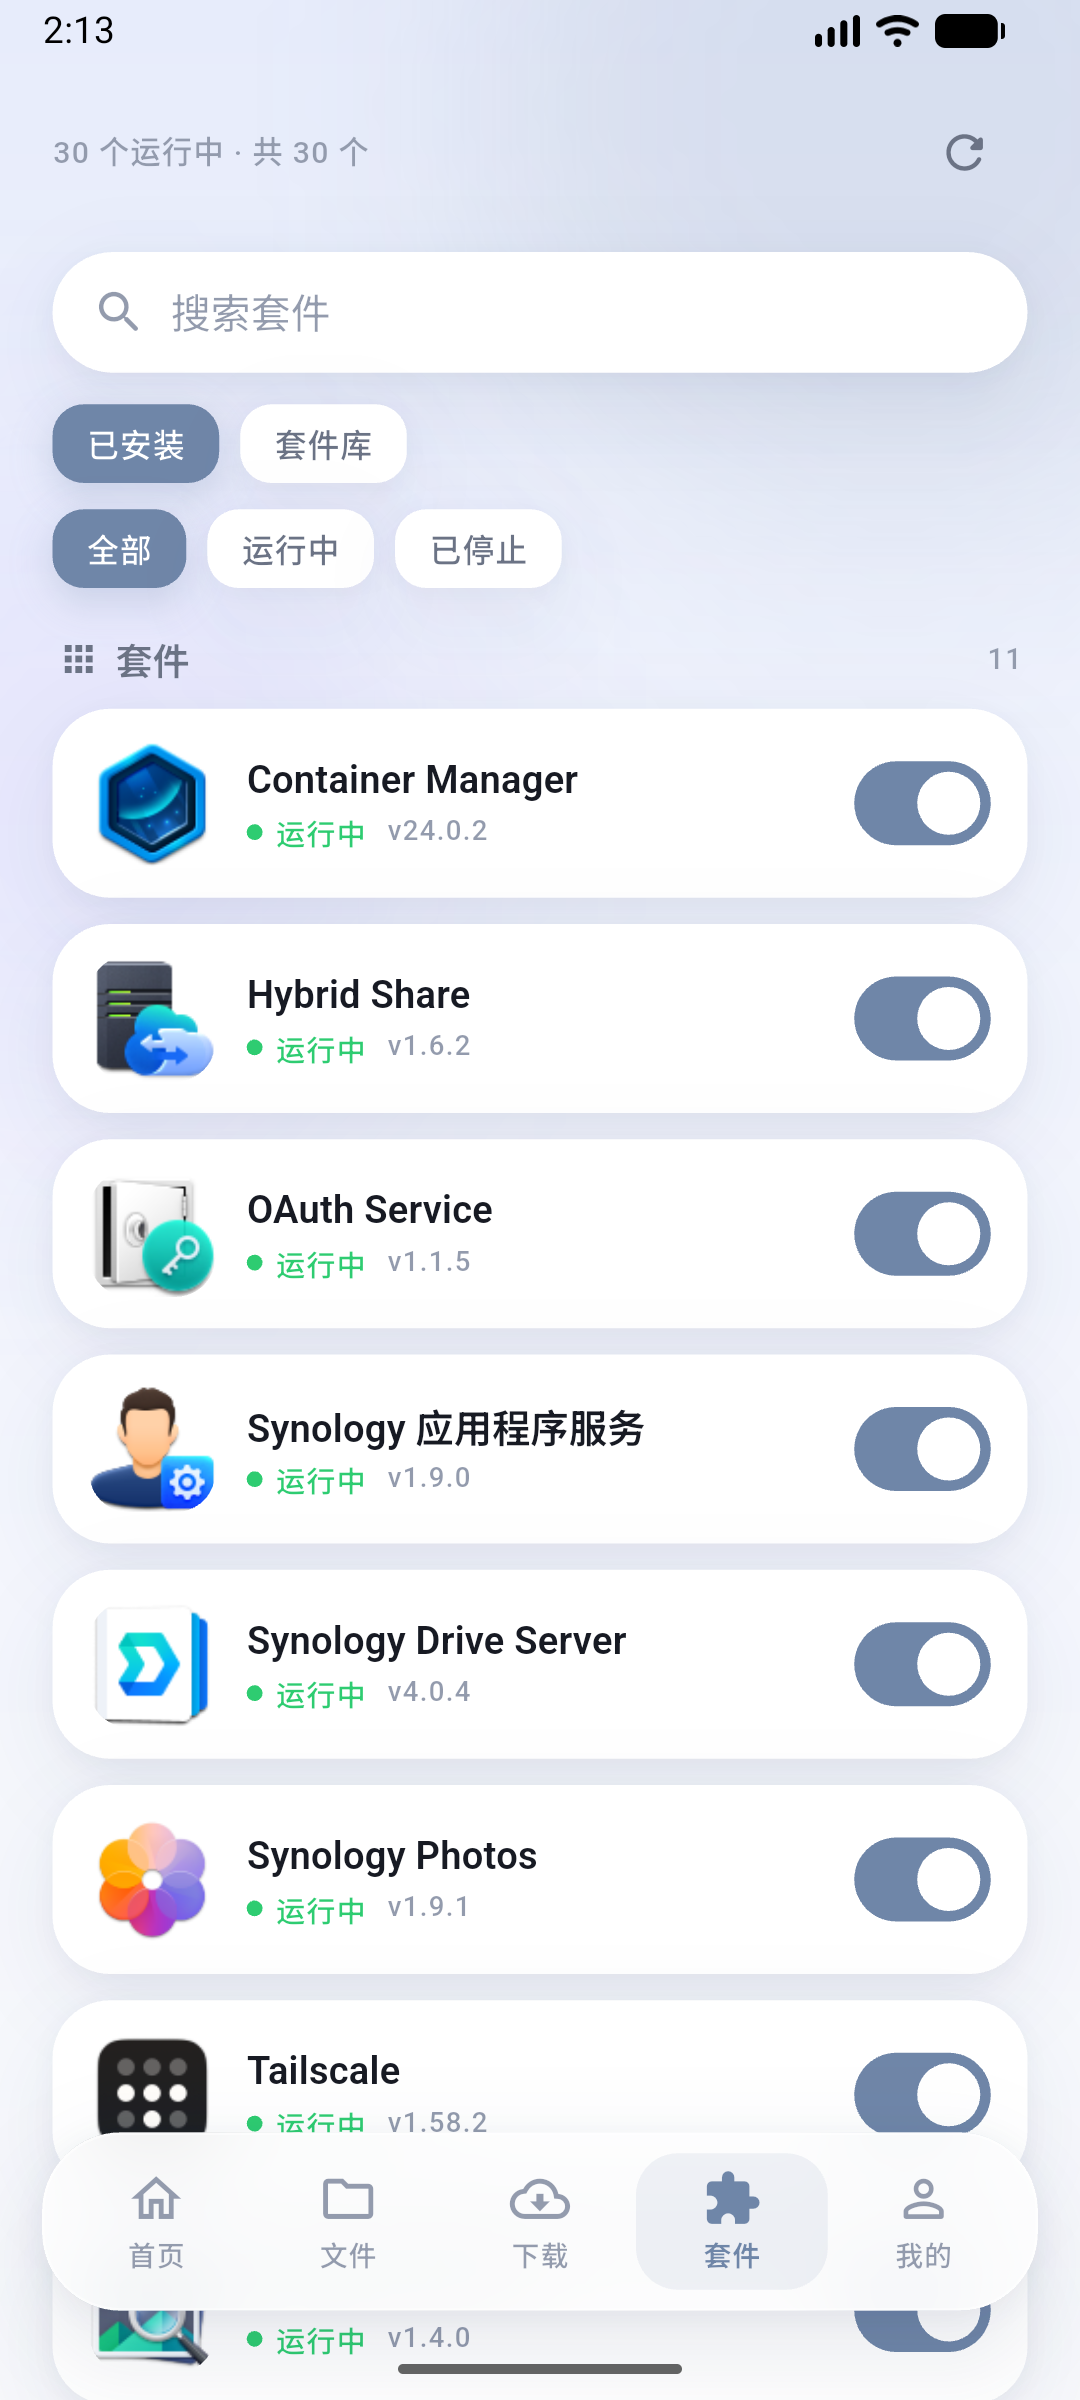 2:13
30 个运行中 · 共 30 个
搜索套件
已安装 套件库
全部 运行中 已停止
套件 11
Container Manager
运行中 v24.0.2
Hybrid Share
运行中 v1.6.2
OAuth Service
运行中 v1.1.5
Synology 应用程序服务
运行中 v1.9.0
Synology Drive Server
运行中 v4.0.4
Synology Photos
运行中 v1.9.1
Tailscale
运行中 v1.58.2
首页 文件 下载 套件 我的
运行中 v1.4.0